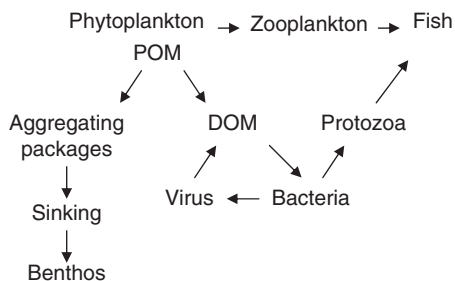 Phytoplankton → Zooplankton → Fish
POM
Aggregating
packages
DOM
Protozoa
Virus
Bacteria
Sinking
Benthos